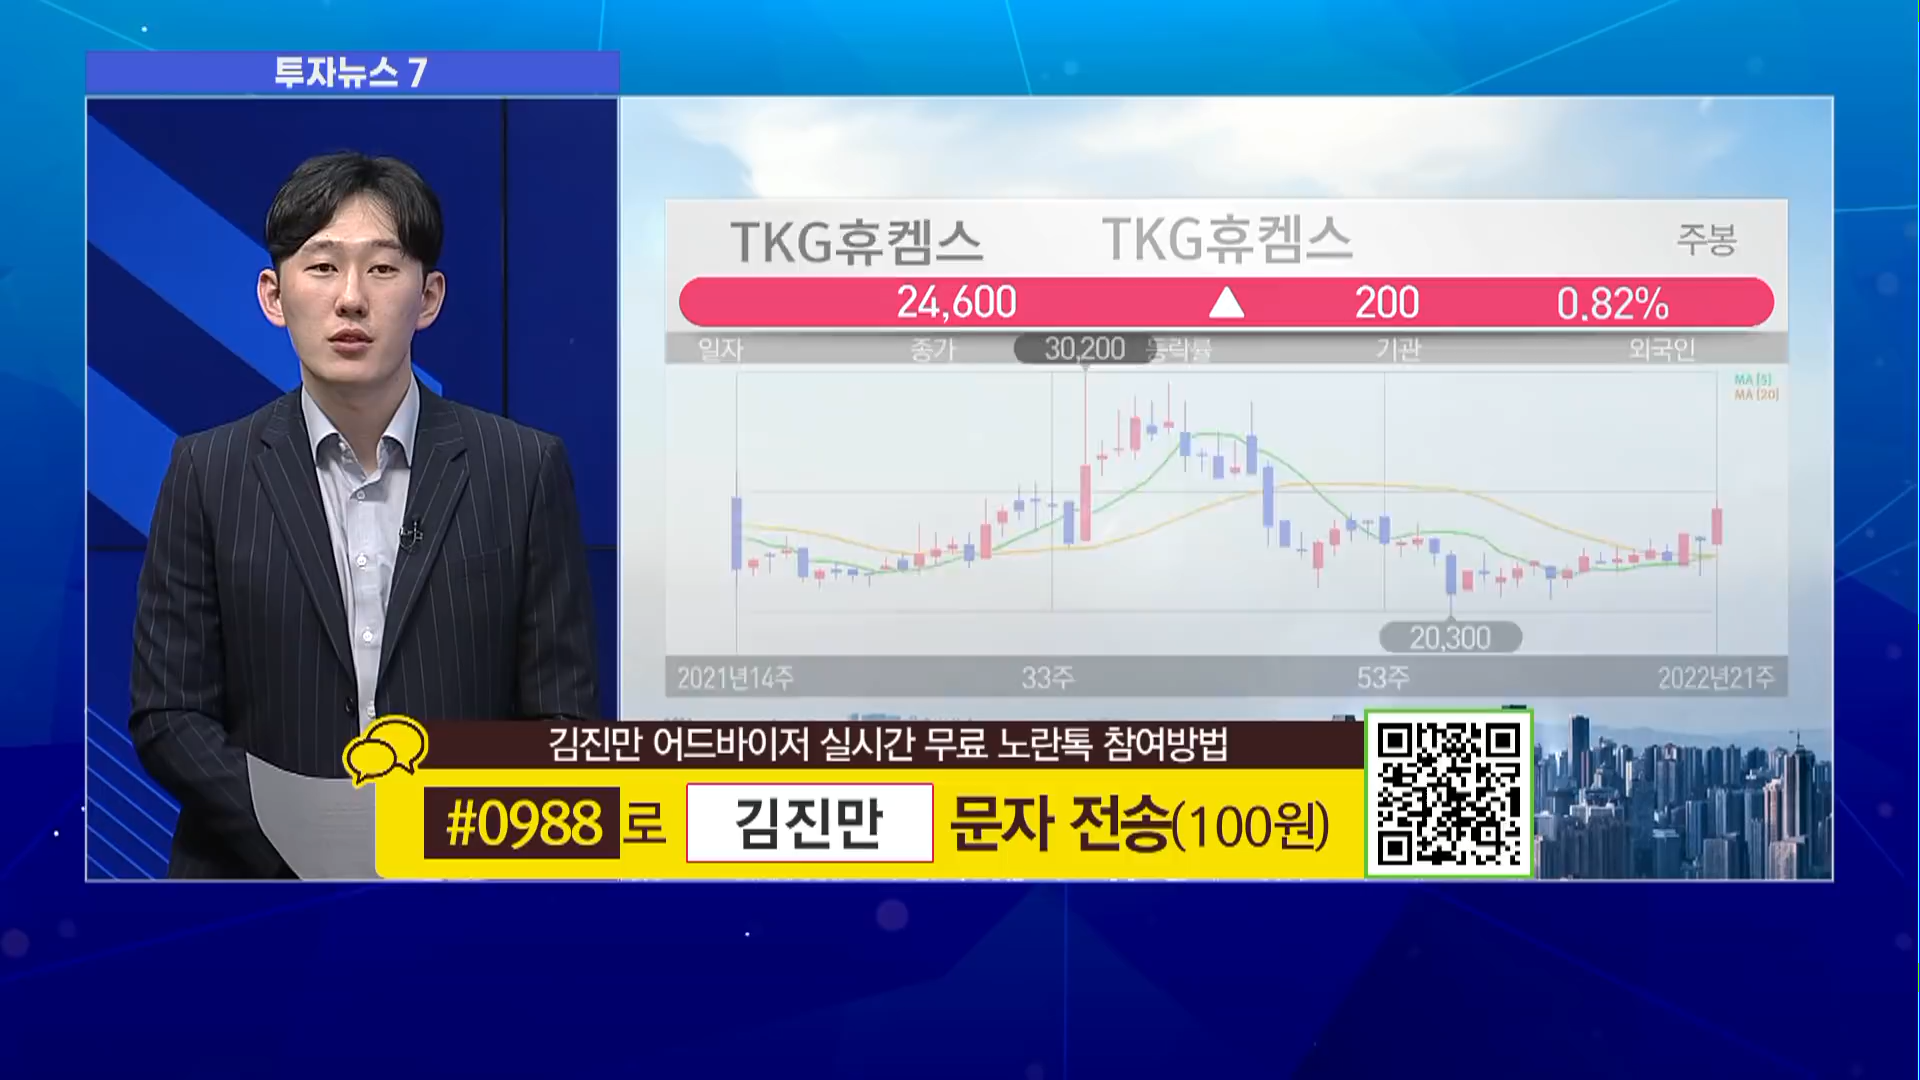 투자뉴스 7
TKG휴켐스 TKG휴켐스 주봉
24,600 ▲ 200 0.82%
일자 종가 30,200 등락률 기관 외국인
MA [5]
MA [20]
20,300
2021년14주 33주 53주 2022년21주
김진만 어드바이저 실시간 무료 노란톡 참여방법
#0988 로 김진만 문자 전송(100원)